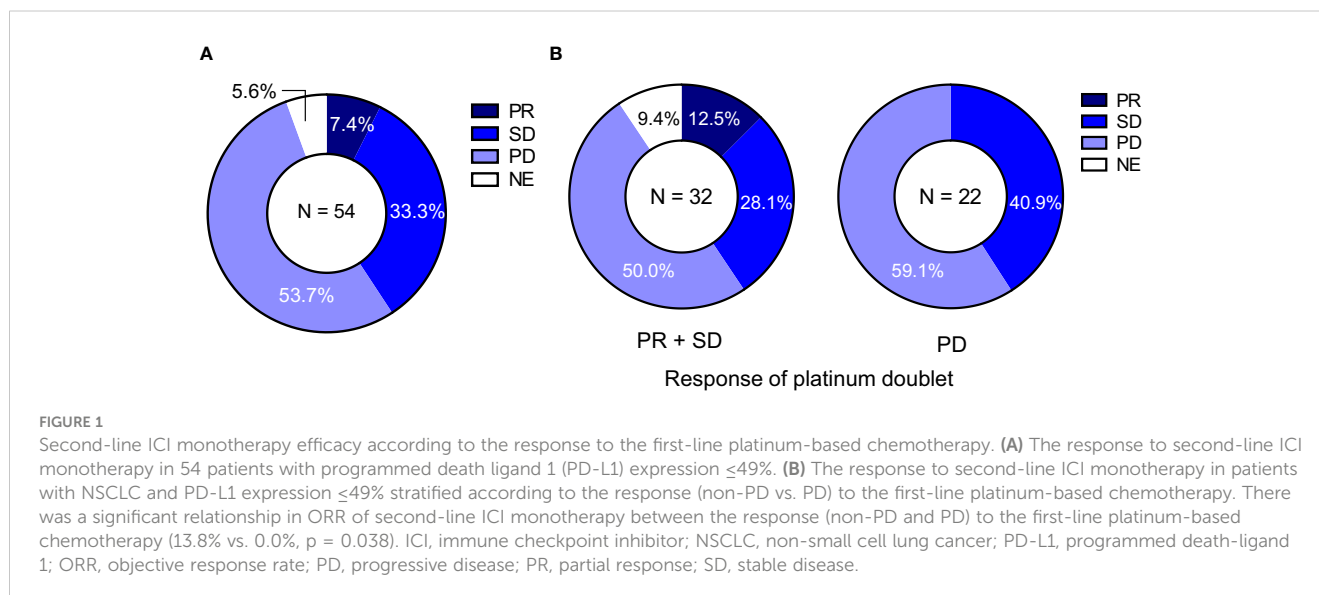 A
5.6%
7.4%
33.3%
53.7%
N = 54
PR
SD
PD
NE
B
9.4%
12.5%
28.1%
50.0%
N = 32
PR + SD
40.9%
59.1%
N = 22
PD
PR
SD
PD
NE
Response of platinum doublet
FIGURE 1
Second-line ICI monotherapy efficacy according to the response to the first-line platinum-based chemotherapy. (A) The response to second-line ICI
monotherapy in 54 patients with programmed death ligand 1 (PD-L1) expression ≤49%. (B) The response to second-line ICI monotherapy in patients
with NSCLC and PD-L1 expression ≤49% stratified according to the response (non-PD vs. PD) to the first-line platinum-based chemotherapy. There
was a significant relationship in ORR of second-line ICI monotherapy between the response (non-PD and PD) to the first-line platinum-based
chemotherapy (13.8% vs. 0.0%, p = 0.038). ICI, immune checkpoint inhibitor; NSCLC, non-small cell lung cancer; PD-L1, programmed death-ligand
1; ORR, objective response rate; PD, progressive disease; PR, partial response; SD, stable disease.